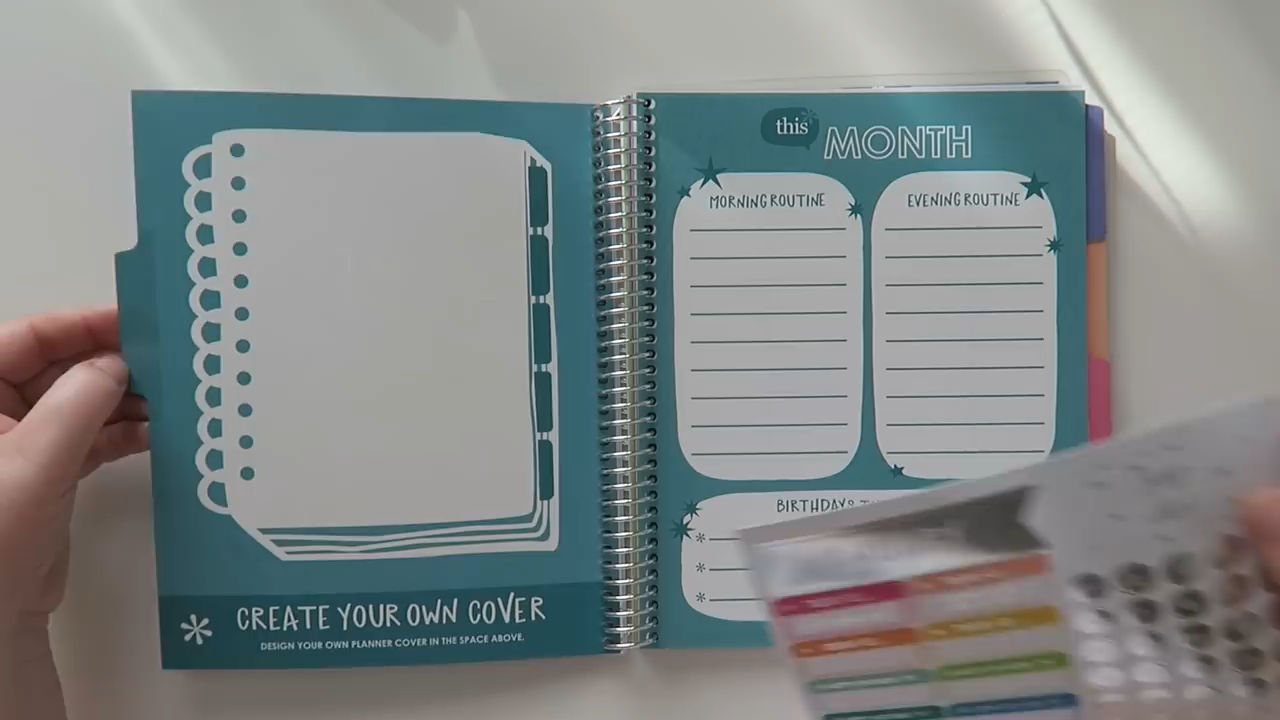 CREATE YOUR OWN COVER
DESIGN YOUR OWN PLANNER COVER IN THE SPACE ABOVE.
this
MONTH
MORNING ROUTINE
EVENING ROUTINE
BIRTHDAYS